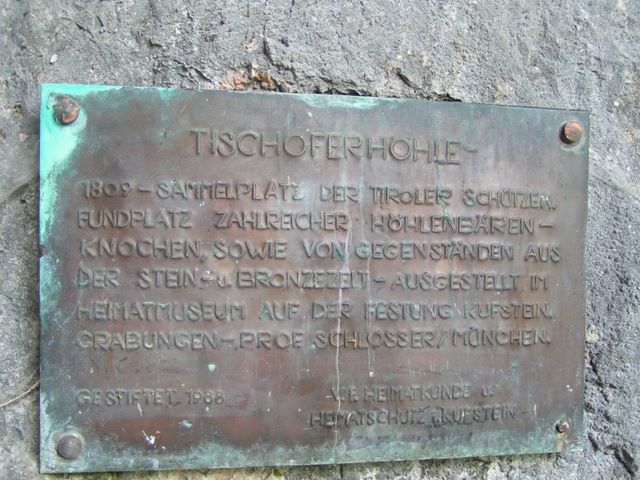 TISCHOFERHÖHLE-
1809-SAMMELPLATZ DER TIROLER SCHÜTZEN.
FUNDPLATZ ZAHLREICHER HÖHLENBÄREN-
KNOCHEN, SOWIE VON GEGENSTÄNDEN AUS
DER STEIN.- U. BRONZEZEIT-AUSGESTELLT IM
HEIMATMUSEUM AUF DER FESTUNG KUFSTEIN.
GRABUNGEN-PROF. SCHLOSSER/MÜNCHEN.
GESTIFTET 1988
V. F. HEIMATKUNDE U.
HEIMATSCHUTZ KUFSTEIN-